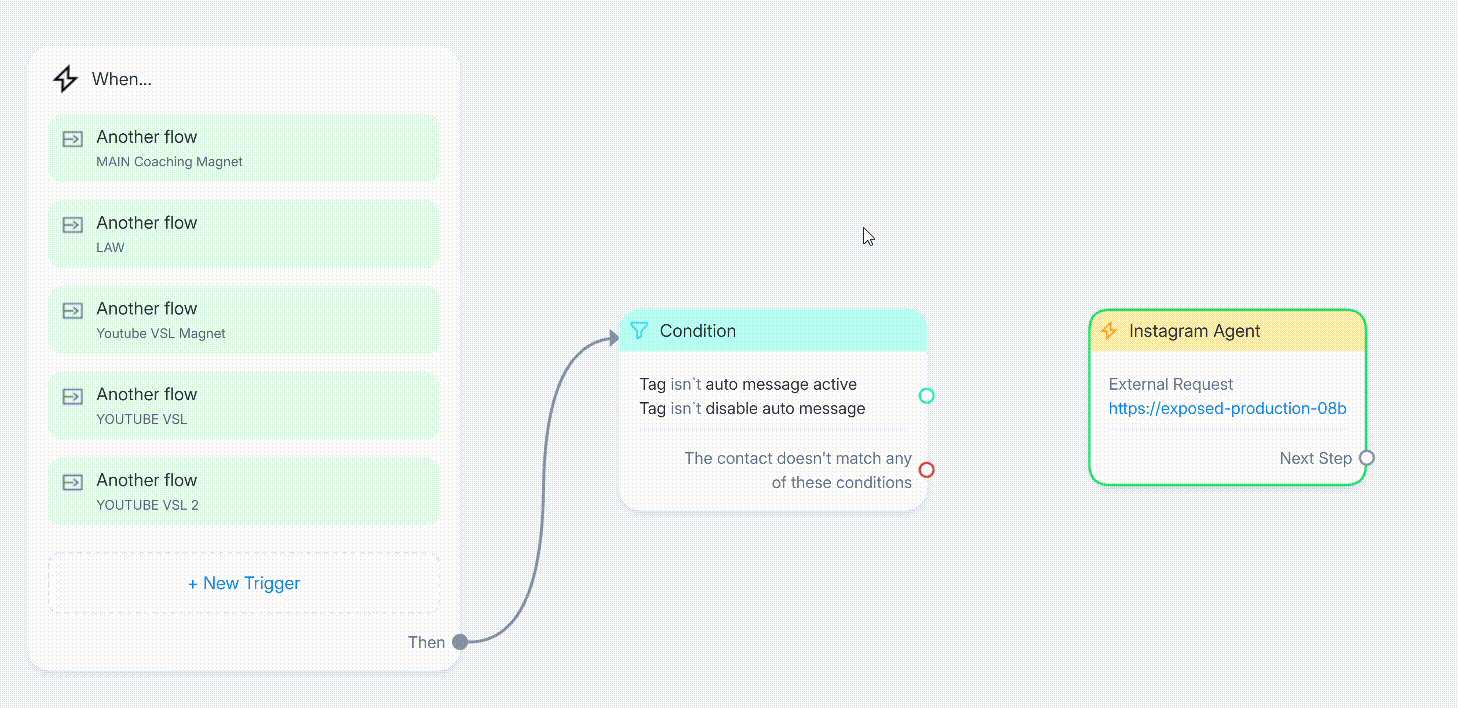 When...
Another flow
MAIN Coaching Magnet
Another flow
LAW
Another flow
Youtube VSL Magnet
Another flow
YOUTUBE VSL
Another flow
YOUTUBE VSL 2
+ New Trigger
Then
Condition
Tag isn`t auto message active
Tag isn`t disable auto message
The contact doesn't match any
of these conditions
Instagram Agent
External Request
https://exposed-production-08b
Next Step